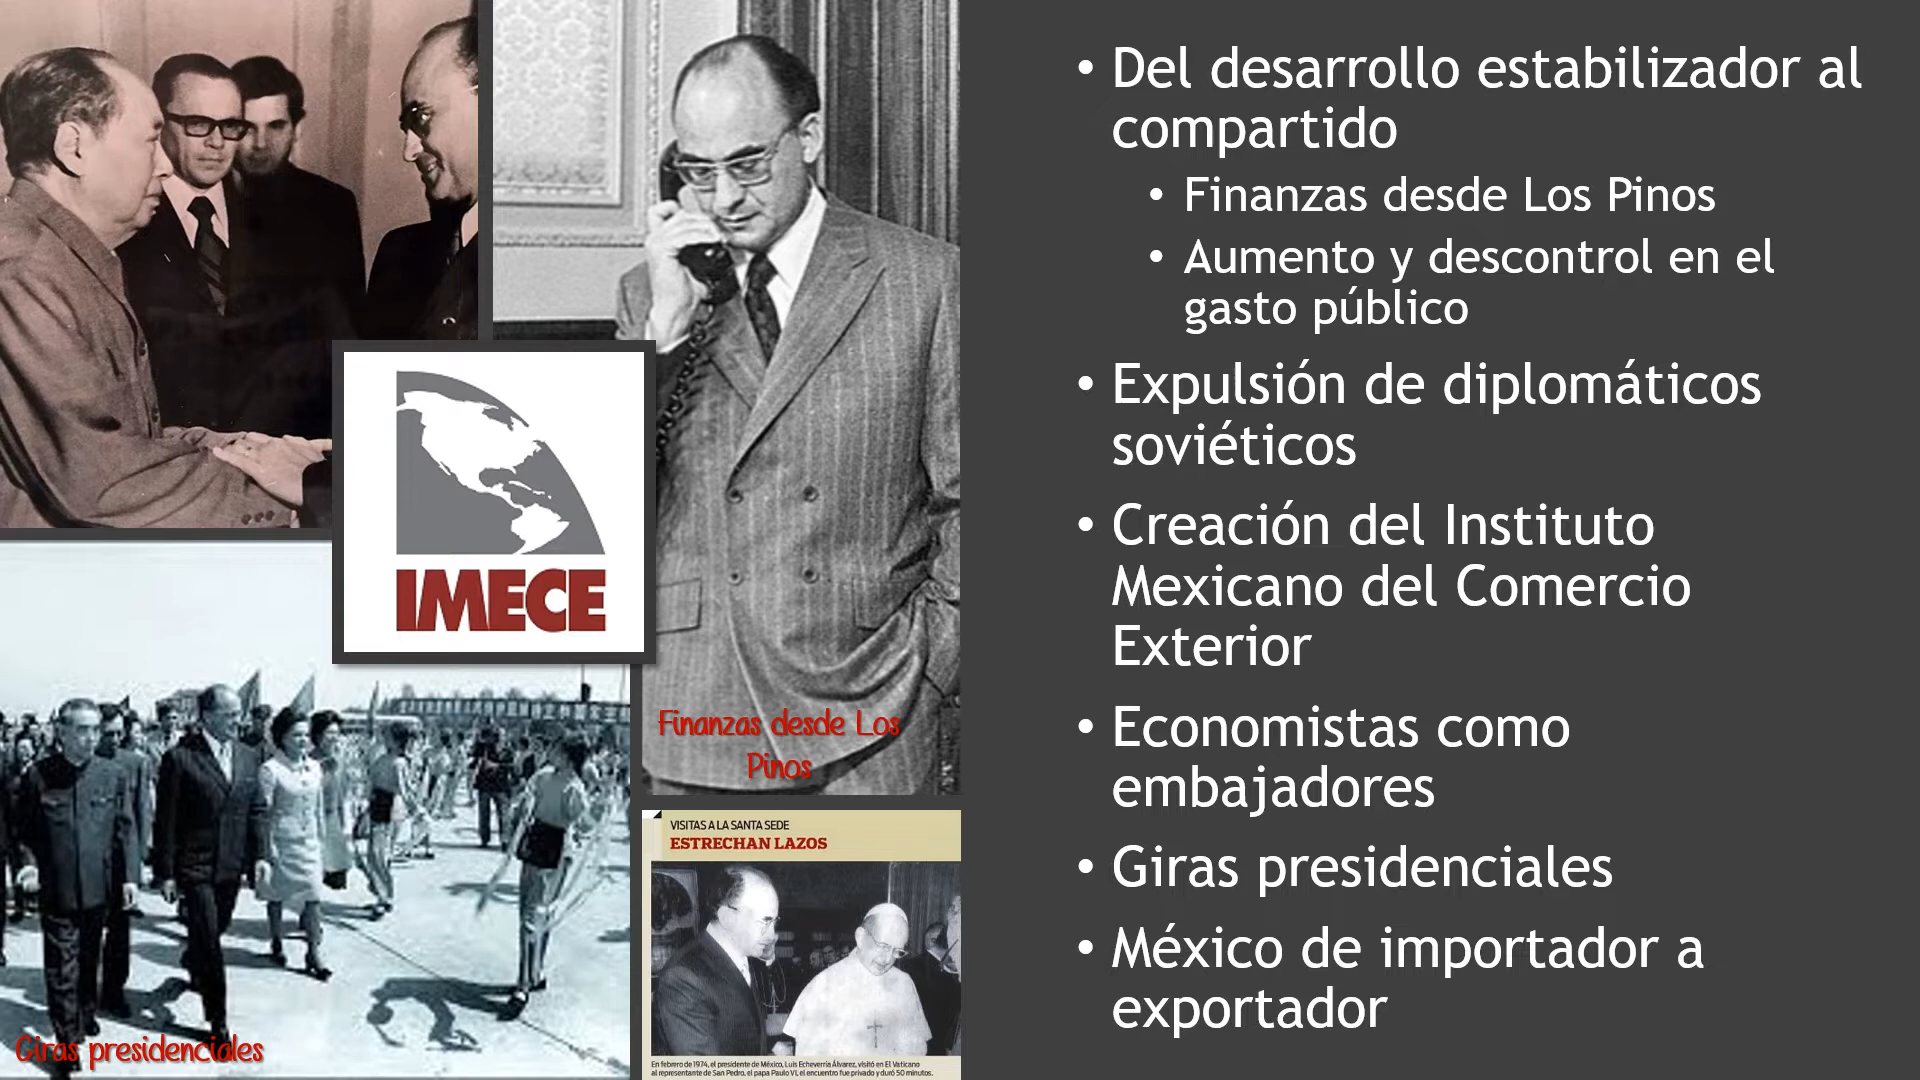 IMECE
Finanzas desde Los
Pinos
Giras presidenciales
VISITAS A LA SANTA SEDE
ESTRECHAN LAZOS
En febrero de 1974, el presidente de México, Luis Echeverría Álvarez, visitó en El Vaticano
al representante de San Pedro, el papa Paulo VI, el encuentro fue privado y duró 50 minutos.
• Del desarrollo estabilizador al
compartido
• Finanzas desde Los Pinos
• Aumento y descontrol en el
gasto público
• Expulsión de diplomáticos
soviéticos
• Creación del Instituto
Mexicano del Comercio
Exterior
• Economistas como
embajadores
• Giras presidenciales
• México de importador a
exportador